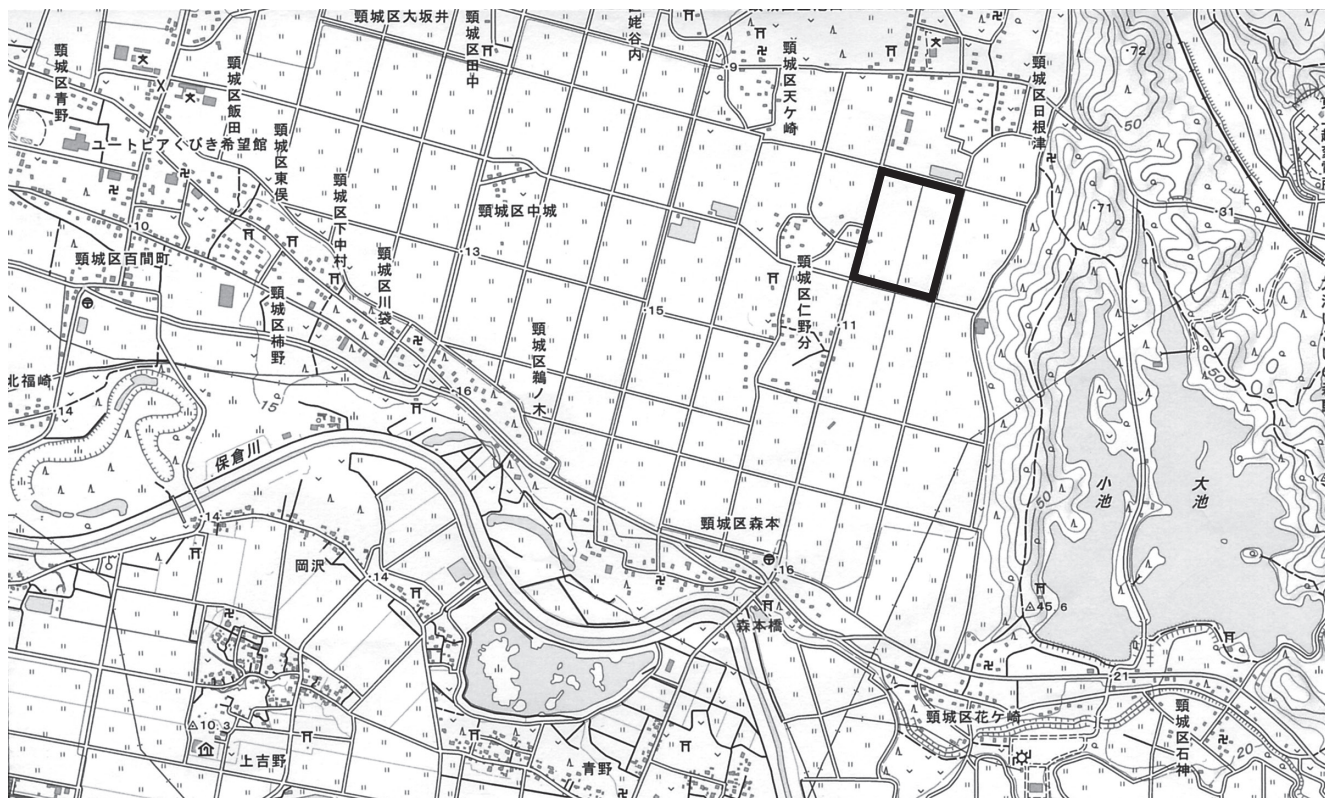 頸城区大坂井
頸城区田中
頸城区青野
頸城区飯田
ユートピアくびき希望館
頸城区東俣
頸城区下中村
頸城区中城
頸城区天ケ崎
頸城区日根津
・72
50
・71
・31
・9
・10
頸城区百間町
頸城区柿野
頸城区川袋
・13
・15
頸城区仁野分
・11
頸城区鵜ノ木
北福崎
・14
15
・16
保倉川
・14
岡沢
・14
頸城区森本
・16
森本橋
50
50
小池
大池
45.6
・21
頸城区花ケ崎
頸城区石神
20
10.3
上吉野
青野